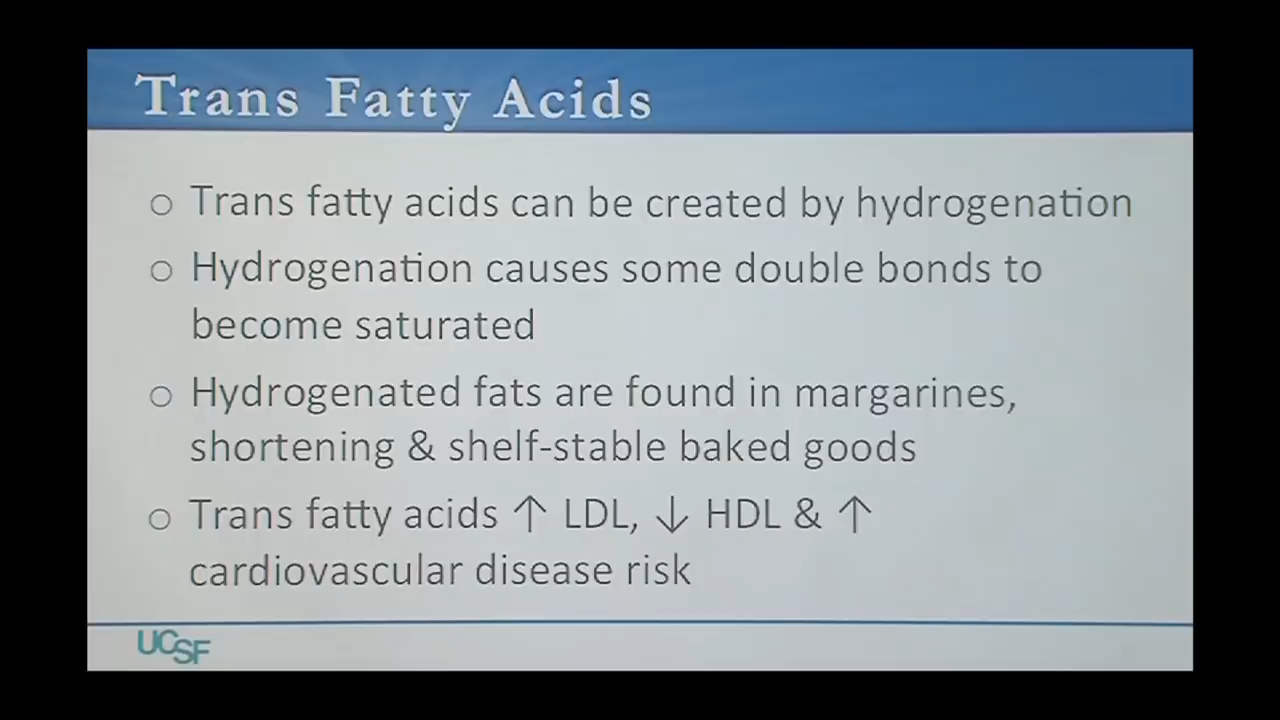 Trans Fatty Acids
○ Trans fatty acids can be created by hydrogenation
○ Hydrogenation causes some double bonds to
become saturated
○ Hydrogenated fats are found in margarines,
shortening & shelf-stable baked goods
○ Trans fatty acids ↑ LDL, ↓ HDL & ↑
cardiovascular disease risk
UCSF